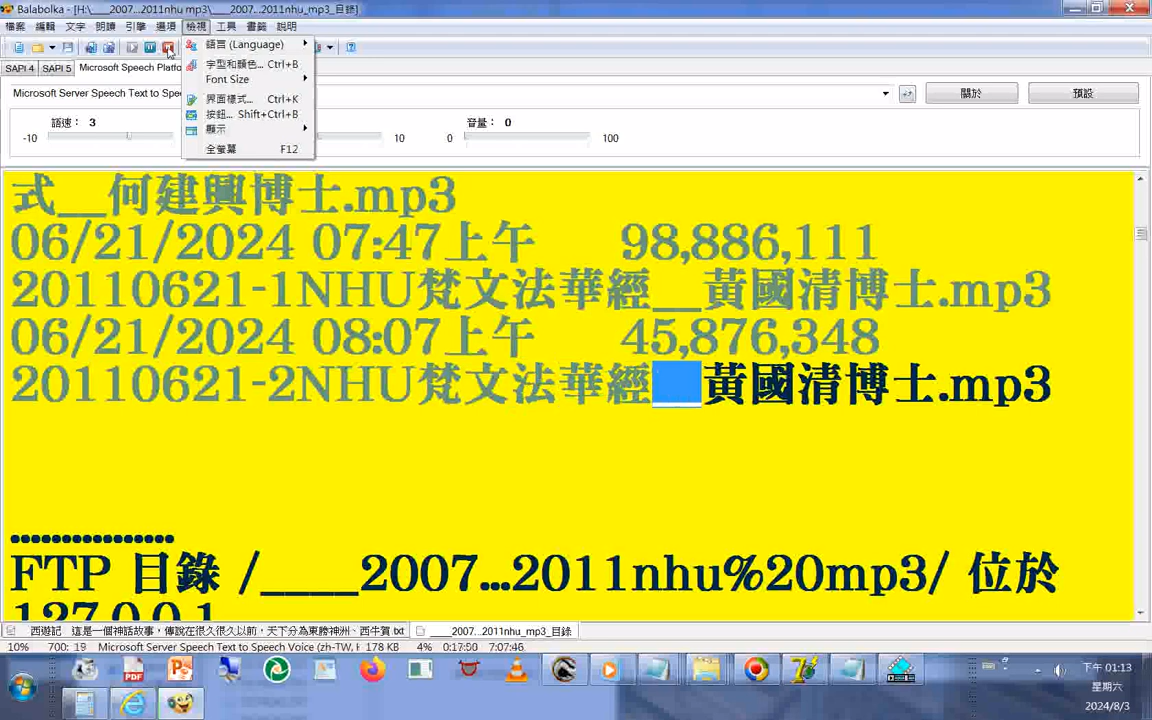 Balabolka - [H:\____2007...2011nhu mp3\____2007...2011nhu_mp3_目錄]
檔案 編輯 文字 朗讀 引擎 選項 檢視 工具 書籤 說明
語言 (Language)
字型和顏色... Ctrl+B
Font Size
界面樣式... Ctrl+K
按鈕... Shift+Ctrl+B
顯示
全螢幕 F12
SAPI 4 SAPI 5 Microsoft Speech Platfo
Microsoft Server Speech Text to Spe
關於 預設
語速： 3 音量： 0
-10 10 0 100
式__何建興博士.mp3
06/21/2024 07:47上午 98,886,111
20110621-1NHU梵文法華經__黃國清博士.mp3
06/21/2024 08:07上午 45,876,348
20110621-2NHU梵文法華經__黃國清博士.mp3
................
FTP 目錄 /____2007...2011nhu%20mp3/ 位於
127.0.0.1
西遊記 這是一個神話故事，傳說在很久很久以前，天下分為東勝神洲、西牛賀.txt ____2007...2011nhu_mp3_目錄
10% 700: 19 Microsoft Server Speech Text to Speech Voice (zh-TW, 178 KB 4% 0:17:50 7:07:46
PDF
下午 01:13
星期六
2024/8/3